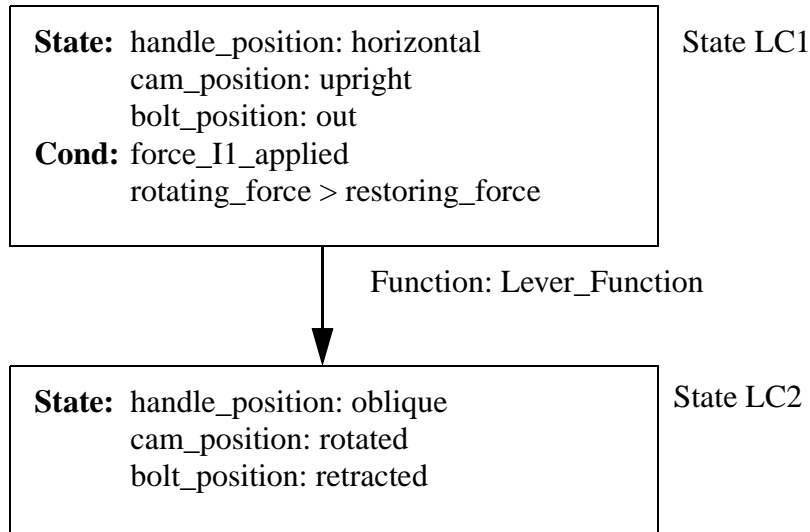 State: handle_position: horizontal
State LC1
cam_position: upright
bolt_position: out
Cond: force_I1_applied
rotating_force > restoring_force
Function: Lever_Function
State: handle_position: oblique
State LC2
cam_position: rotated
bolt_position: retracted